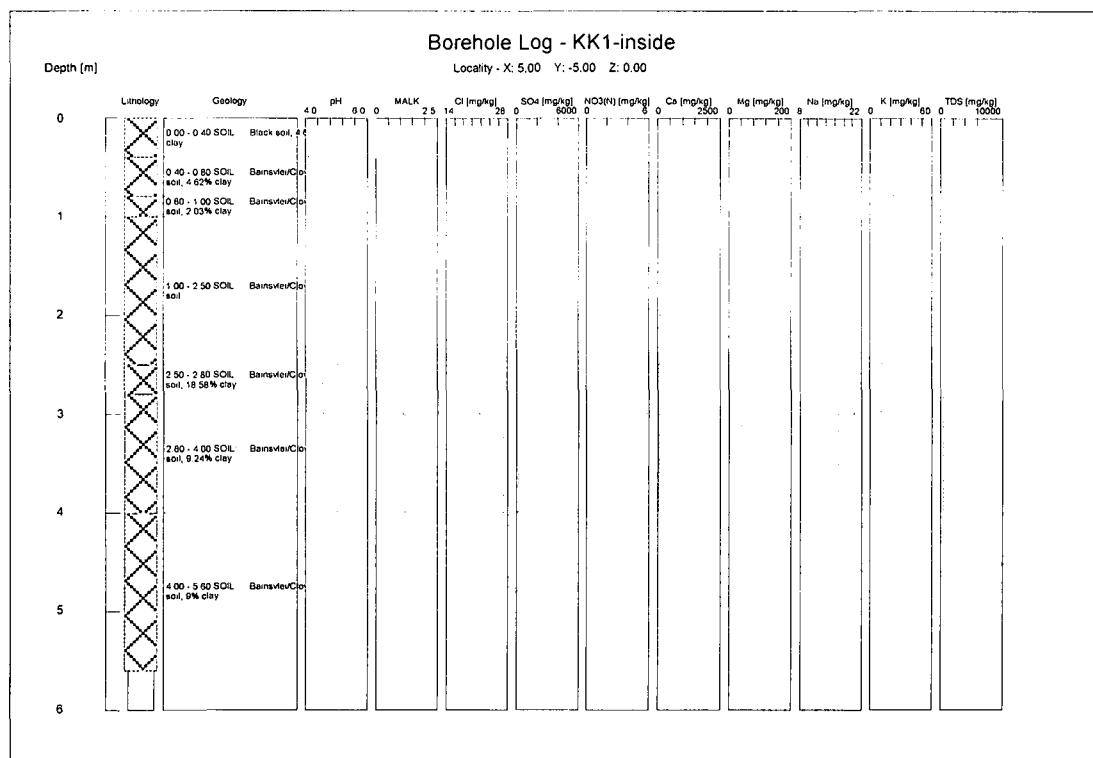 Borehole Log - KK1-inside
Depth [m]
Locality - X: 5.00 Y: -5.00 Z: 0.00
Lithology Geology pH MALK Cl [mg/kg] SO4 [mg/kg] NO3(N) [mg/kg] Ca [mg/kg] Mg [mg/kg] Na [mg/kg] K [mg/kg] TDS [mg/kg]
4.0 6.0 0 2.5 14 28 0 6000 0 6 0 2500 0 200 8 22 0 60 0 10000
0
0.00 - 0.40 SOIL Black soil, 4
clay
0.40 - 0.80 SOIL Bainsvlei/Clo
soil, 4.62% clay
0.80 - 1.00 SOIL Bainsvlei/Clo
soil, 2.03% clay
1
1.00 - 2.50 SOIL Bainsvlei/Clo
soil
2
2.50 - 2.80 SOIL Bainsvlei/Clo
soil, 18.58% clay
3
2.80 - 4.00 SOIL Bainsvlei/Clo
soil, 9.24% clay
4
4.00 - 5.60 SOIL Bainsvlei/Clo
soil, 9% clay
5
6